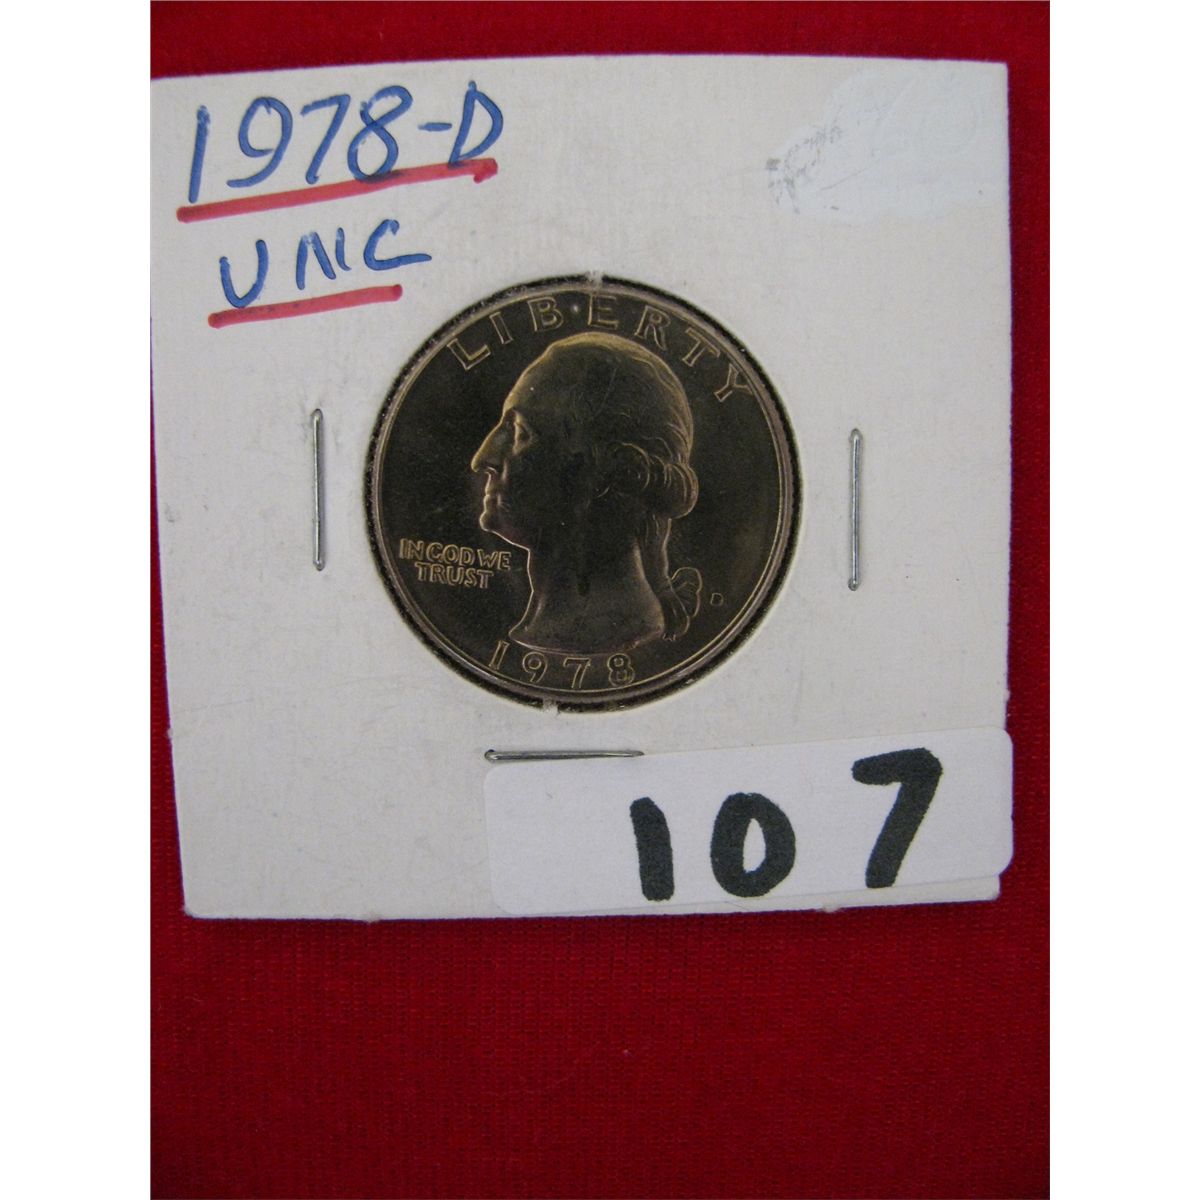 1978-D
UNC
LIBERTY
IN GOD WE
TRUST
D
1978
107